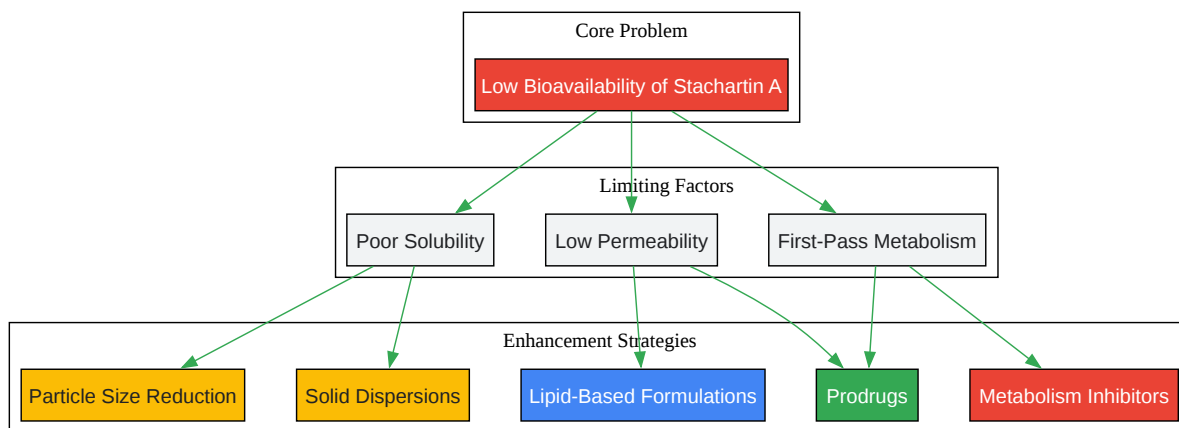 Core Problem
Low Bioavailability of Stachartin A
Limiting Factors
Poor Solubility
Low Permeability
First-Pass Metabolism
Enhancement Strategies
Particle Size Reduction
Solid Dispersions
Lipid-Based Formulations
Prodrugs
Metabolism Inhibitors